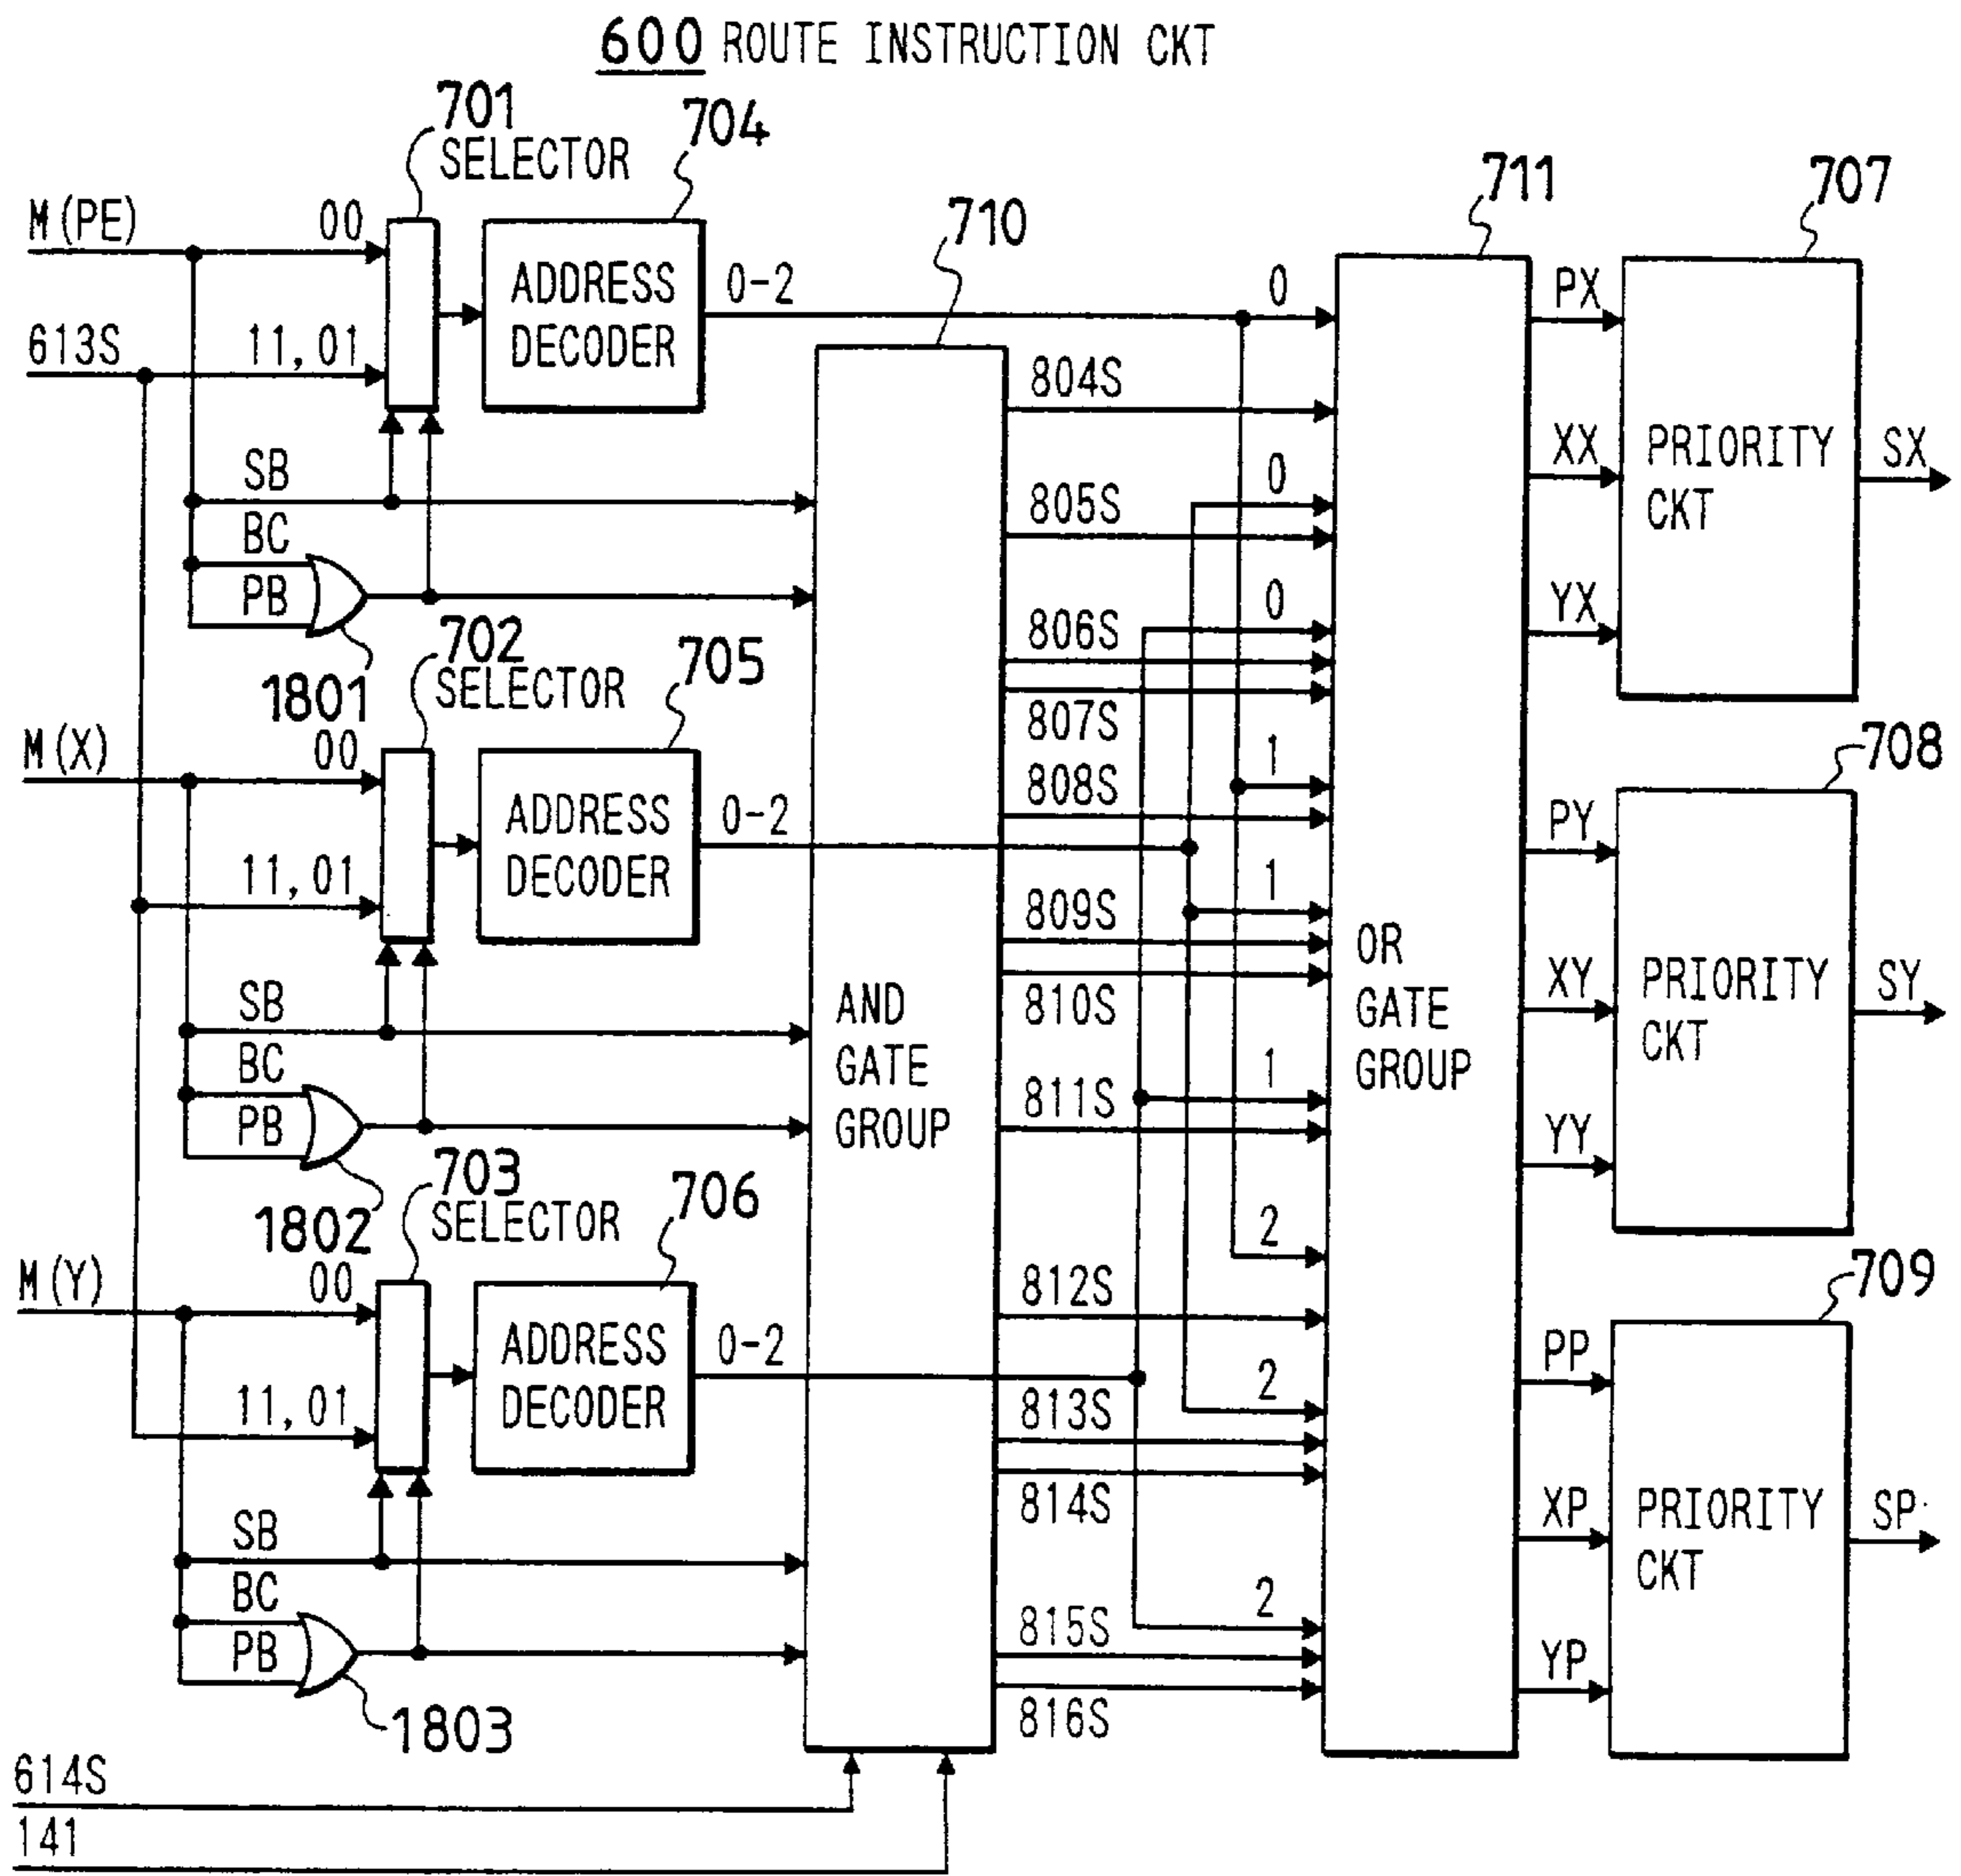 600 ROUTE INSTRUCTION CKT
701
SELECTOR
704
M(PE)
00
613S
11,01
ADDRESS
DECODER
0-2
SB
BC
PB
1801
702
SELECTOR
705
M(X)
00
11,01
ADDRESS
DECODER
0-2
SB
BC
PB
1802
703
SELECTOR
706
M(Y)
00
11,01
ADDRESS
DECODER
0-2
SB
BC
PB
1803
614S
141
710
AND
GATE
GROUP
0
804S
0
805S
0
806S
807S
1
808S
1
809S
810S
1
811S
2
812S
2
813S
814S
2
815S
816S
711
OR
GATE
GROUP
707
PX
XX
YX
PRIORITY
CKT
SX
708
PY
XY
YY
PRIORITY
CKT
SY
709
PP
XP
YP
PRIORITY
CKT
SP